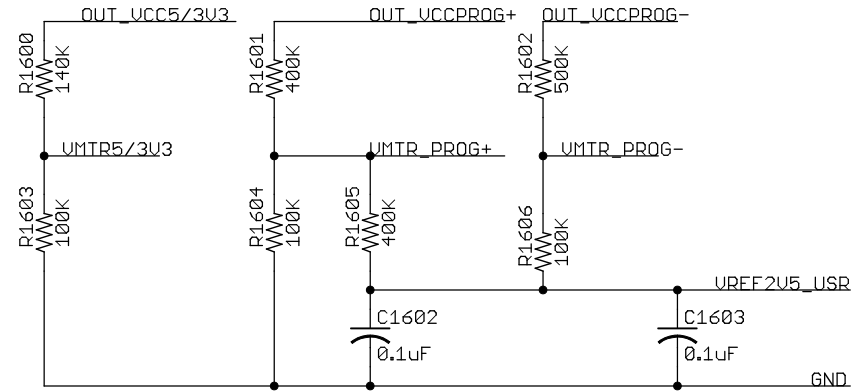 OUT_VCC5/3V3
OUT_VCCPROG+
OUT_VCCPROG-
R1600
140K
R1601
400K
R1602
500K
VMTR5/3V3
VMTR_PROG+
VMTR_PROG-
R1603
100K
R1604
100K
R1605
400K
R1606
100K
VREF2V5_USR
C1602
0.1uF
C1603
0.1uF
GND